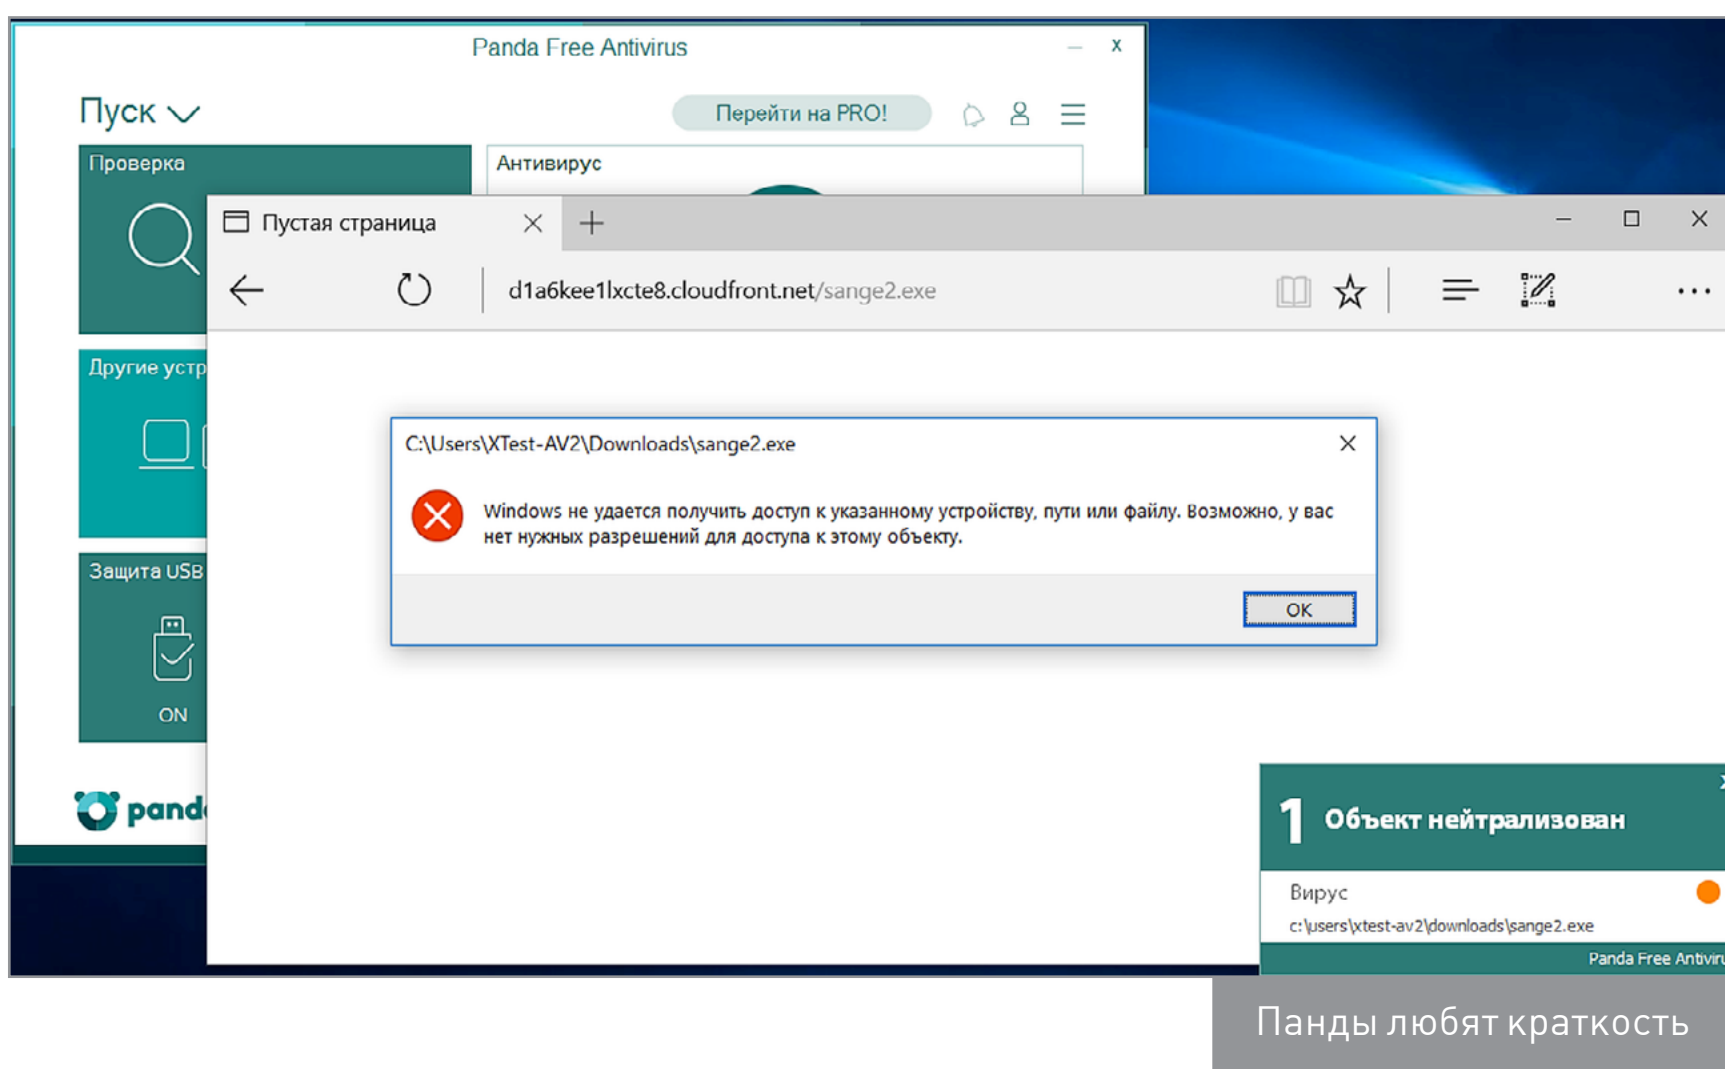 Panda Free Antivirus
x
Пуск
Перейти на PRO!
Проверка
Антивирус
Пустая страница
d1a6kee1lxcte8.cloudfront.net/sange2.exe
Другие устр
C:\Users\XTest-AV2\Downloads\sange2.exe
Windows не удается получить доступ к указанному устройству, пути или файлу. Возможно, у вас
нет нужных разрешений для доступа к этому объекту.
OK
Защита USB
ON
panda
1 Объект нейтрализован
Вирус
c:\users\xtest-av2\downloads\sange2.exe
Panda Free Antiviru
Панды любят краткость